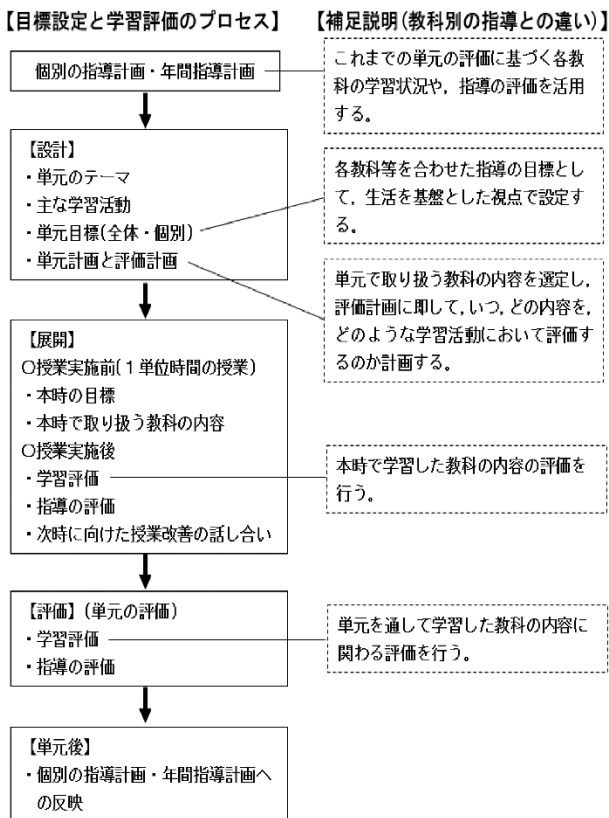 【目標設定と学習評価のプロセス】
【補足説明(教科別の指導との違い)】
個別の指導計画・年間指導計画
これまでの単元の評価に基づく各教
科の学習状況や，指導の評価を活用
する。
【設計】
・単元のテーマ
・主な学習活動
・単元目標(全体・個別)
・単元計画と評価計画
各教科等を合わせた指導の目標とし
て，生活を基盤とした視点で設定す
る。
単元で取り扱う教科の内容を選定し，
評価計画に即して，いつ，どの内容を，
どのような学習活動において評価す
るのか計画する。
【展開】
○授業実施前(１単位時間の授業)
・本時の目標
・本時で取り扱う教科の内容
○授業実施後
・学習評価
・指導の評価
・次時に向けた授業改善の話し合い
本時で学習した教科の内容の評価を
行う。
【評価】(単元の評価)
・学習評価
・指導の評価
単元を通して学習した教科の内容に
関わる評価を行う。
【単元後】
・個別の指導計画・年間指導計画へ
の反映